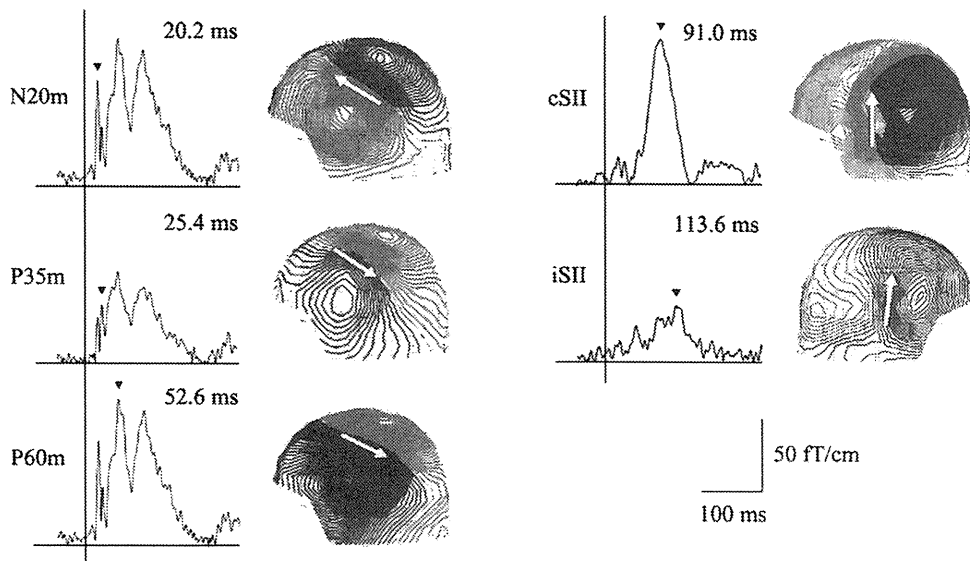 20.2 ms
N20m
25.4 ms
P35m
52.6 ms
P60m
91.0 ms
cSII
113.6 ms
iSII
50 fT/cm
100 ms